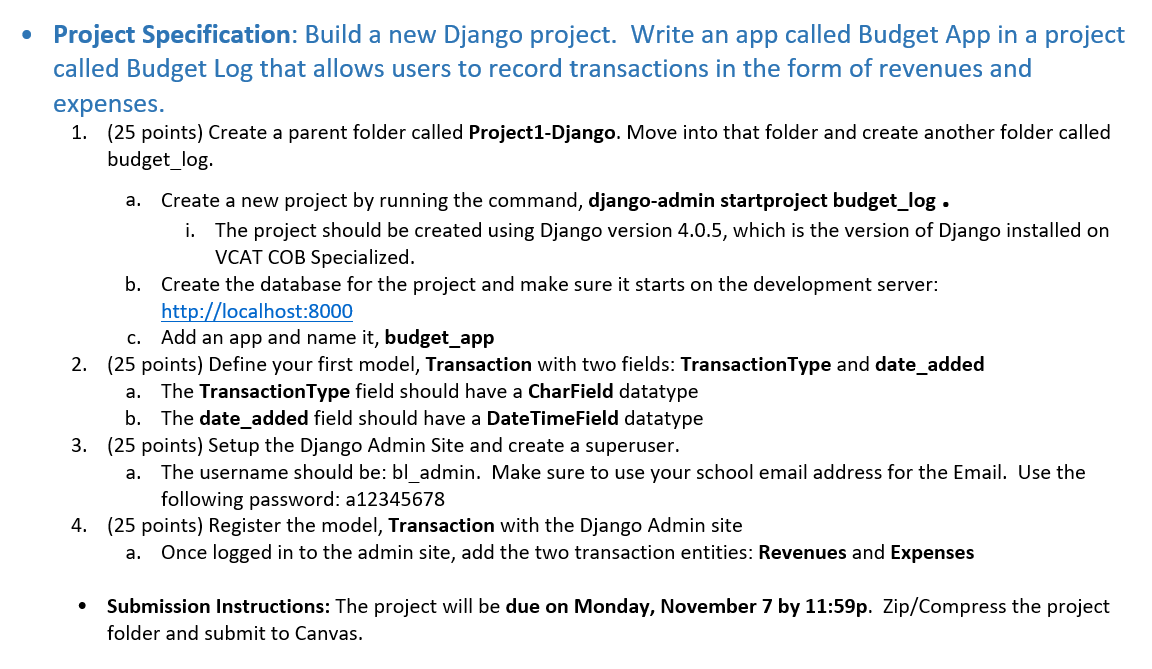 • Project Specification: Build a new Django project.  Write an app called Budget App in a project
called Budget Log that allows users to record transactions in the form of revenues and
expenses.
1. (25 points) Create a parent folder called Project1-Django. Move into that folder and create another folder called
budget_log.
a. Create a new project by running the command, django-admin startproject budget_log .
i. The project should be created using Django version 4.0.5, which is the version of Django installed on
VCAT COB Specialized.
b. Create the database for the project and make sure it starts on the development server:
http://localhost:8000
c. Add an app and name it, budget_app
2. (25 points) Define your first model, Transaction with two fields: TransactionType and date_added
a. The TransactionType field should have a CharField datatype
b. The date_added field should have a DateTimeField datatype
3. (25 points) Setup the Django Admin Site and create a superuser.
a. The username should be: bl_admin.  Make sure to use your school email address for the Email.  Use the
following password: a12345678
4. (25 points) Register the model, Transaction with the Django Admin site
a. Once logged in to the admin site, add the two transaction entities: Revenues and Expenses
• Submission Instructions: The project will be due on Monday, November 7 by 11:59p.  Zip/Compress the project
folder and submit to Canvas.